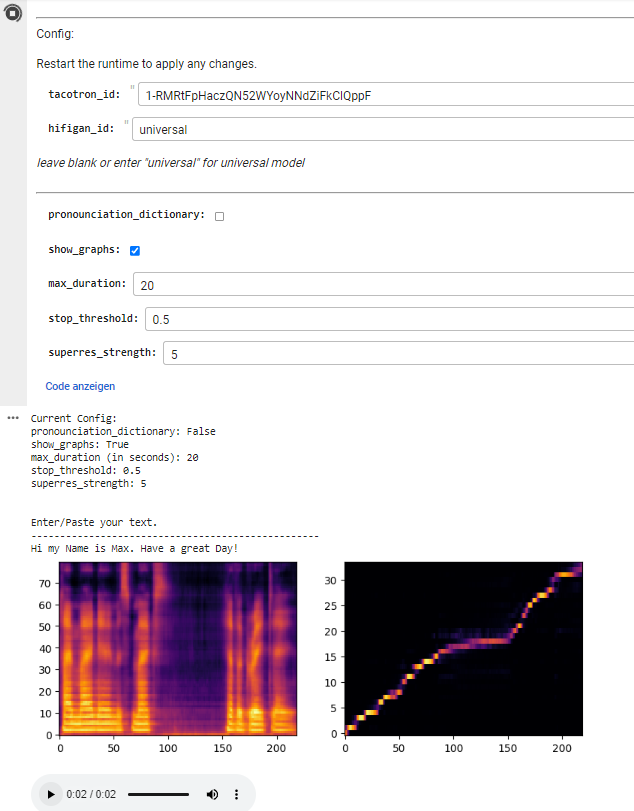 Config:
Restart the runtime to apply any changes.
tacotron_id: " 1-RMRtFpHaczQN52WYoyNNdZiFkClQppF
hifigan_id: " universal
leave blank or enter "universal" for universal model
pronounciation_dictionary:
show_graphs:
max_duration: 20
stop_threshold: 0.5
superres_strength: 5
Code anzeigen
Current Config:
pronounciation_dictionary: False
show_graphs: True
max_duration (in seconds): 20
stop_threshold: 0.5
superres_strength: 5
Enter/Paste your text.
--------------------------------------------------
Hi my Name is Max. Have a great Day!
70
60
50
40
30
20
10
0
0 50 100 150 200
30
25
20
15
10
5
0
0 50 100 150 200
0:02 / 0:02